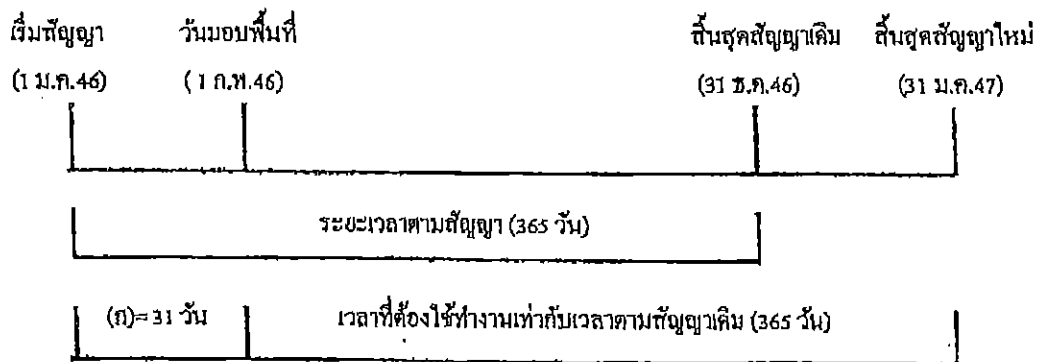 เริ่มสัญญา วันมอบพื้นที่ สิ้นสุดสัญญาเดิม สิ้นสุดสัญญาใหม่
(1 ม.ค.46) (1 ก.พ.46) (31 ธ.ค.46) (31 ม.ค.47)
ระยะเวลาตามสัญญา (365 วัน)
(ก)= 31 วัน เวลาที่ต้องใช้ทำงานเท่ากับเวลาตามสัญญาเดิม (365 วัน)